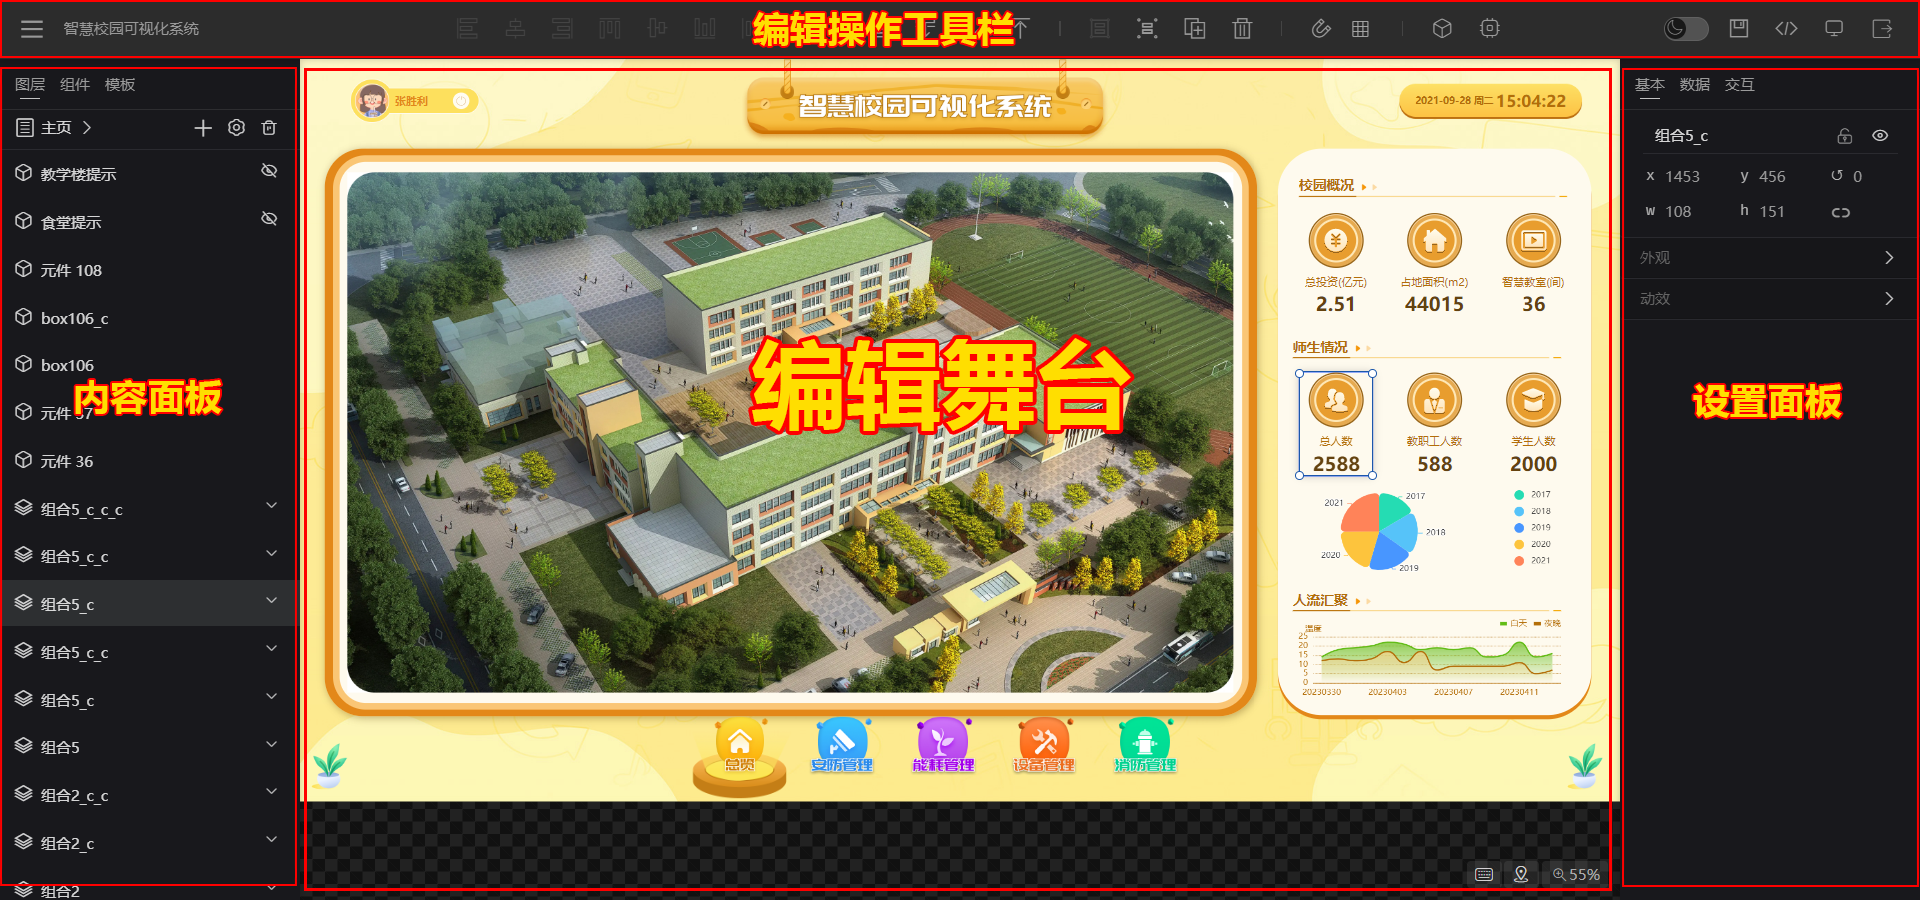 智慧校园可视化系统
编辑操作工具栏
图层 组件 模板
主页
教学楼提示
食堂提示
元件 108
box106_c
box106
内容面板
元件 37
元件 36
组合5_c_c_c
组合5_c_c
组合5_c
组合5_c_c
组合5_c
组合5
组合2_c_c
组合2_c
组合2
张胜利
智慧校园可视化系统
2021-09-28 周二 15:04:22
编辑舞台
校园概况
总投资(亿元) 占地面积(m2) 智慧教室(间)
2.51 44015 36
师生情况
总人数 教职工人数 学生人数
2588 588 2000
2021 2017
2018
2020
2019
2017
2018
2019
2020
2021
人流汇聚
白天 夜晚
温度
25
20
15
10
5
0
20230330 20230403 20230407 20230411
总览 安防管理 能耗管理 设备管理 消防管理
55%
基本 数据 交互
组合5_c
x 1453 y 456 0
w 108 h 151
外观
动效
设置面板